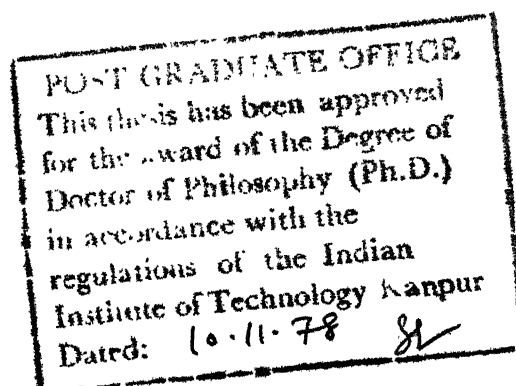 POST GRADUATE OFFICE
This thesis has been approved
for the award of the Degree of
Doctor of Philosophy (Ph.D.)
in accordance with the
regulations of the Indian
Institute of Technology Kanpur
Dated: 10.11.78